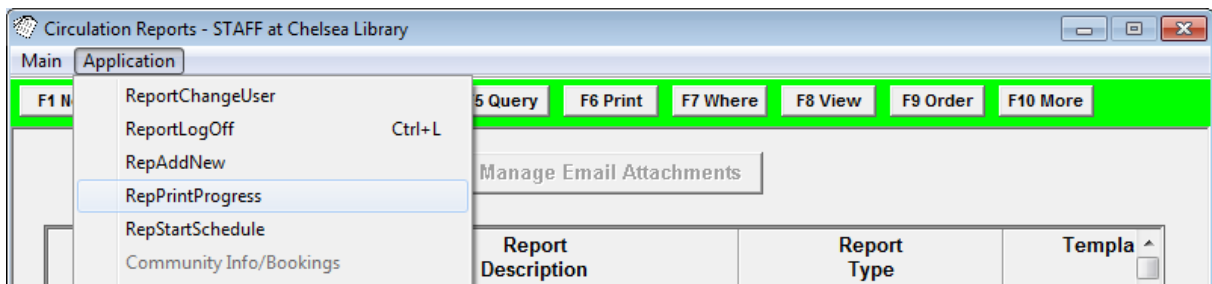 Circulation Reports - STAFF at Chelsea Library
Main Application
F1 N 5 Query F6 Print F7 Where F8 View F9 Order F10 More
ReportChangeUser
ReportLogOff Ctrl+L
RepAddNew
Manage Email Attachments
RepPrintProgress
RepStartSchedule
Community Info/Bookings
Report Description
Report Type
Templa